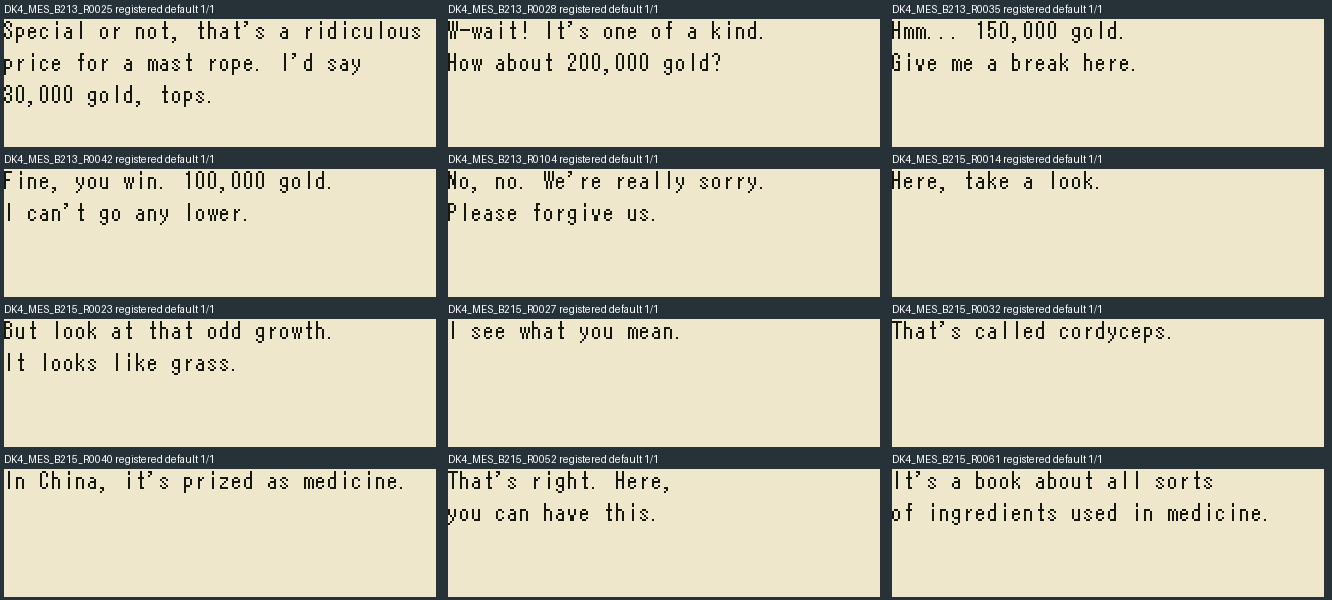 DK4_MES_B213_R0025 registered default 1/1
Special or not, that's a ridiculous
price for a mast rope. I'd say
30,000 gold, tops.
DK4_MES_B213_R0028 registered default 1/1
W-wait! It's one of a kind.
How about 200,000 gold?
DK4_MES_B213_R0035 registered default 1/1
Hmm... 150,000 gold.
Give me a break here.
DK4_MES_B213_R0042 registered default 1/1
Fine, you win. 100,000 gold.
I can't go any lower.
DK4_MES_B213_R0104 registered default 1/1
No, no. We're really sorry.
Please forgive us.
DK4_MES_B215_R0014 registered default 1/1
Here, take a look.
DK4_MES_B215_R0023 registered default 1/1
But look at that odd growth.
It looks like grass.
DK4_MES_B215_R0027 registered default 1/1
I see what you mean.
DK4_MES_B215_R0032 registered default 1/1
That's called cordyceps.
DK4_MES_B215_R0040 registered default 1/1
In China, it's prized as medicine.
DK4_MES_B215_R0052 registered default 1/1
That's right. Here,
you can have this.
DK4_MES_B215_R0061 registered default 1/1
It's a book about all sorts
of ingredients used in medicine.